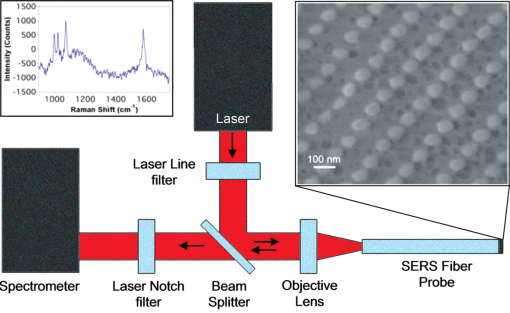 Intensity (Counts)
1500
1000
500
0
-500
-1000
-1500
1000 1200 1400 1600
Raman Shift (cm-1)
Laser
100 nm
Laser Line
filter
Spectrometer
Laser Notch
filter
Beam
Splitter
Objective
Lens
SERS Fiber
Probe